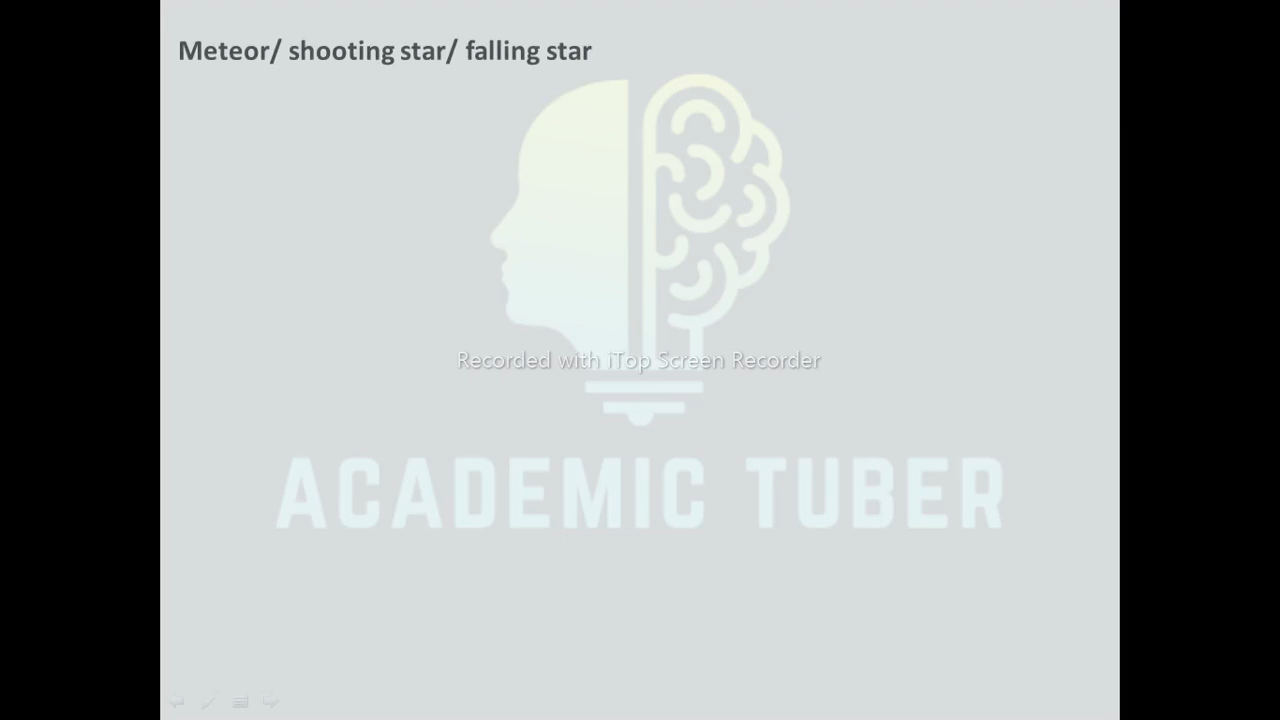 Meteor/ shooting star/ falling star
Recorded with iTop Screen Recorder
ACADEMIC TUBER